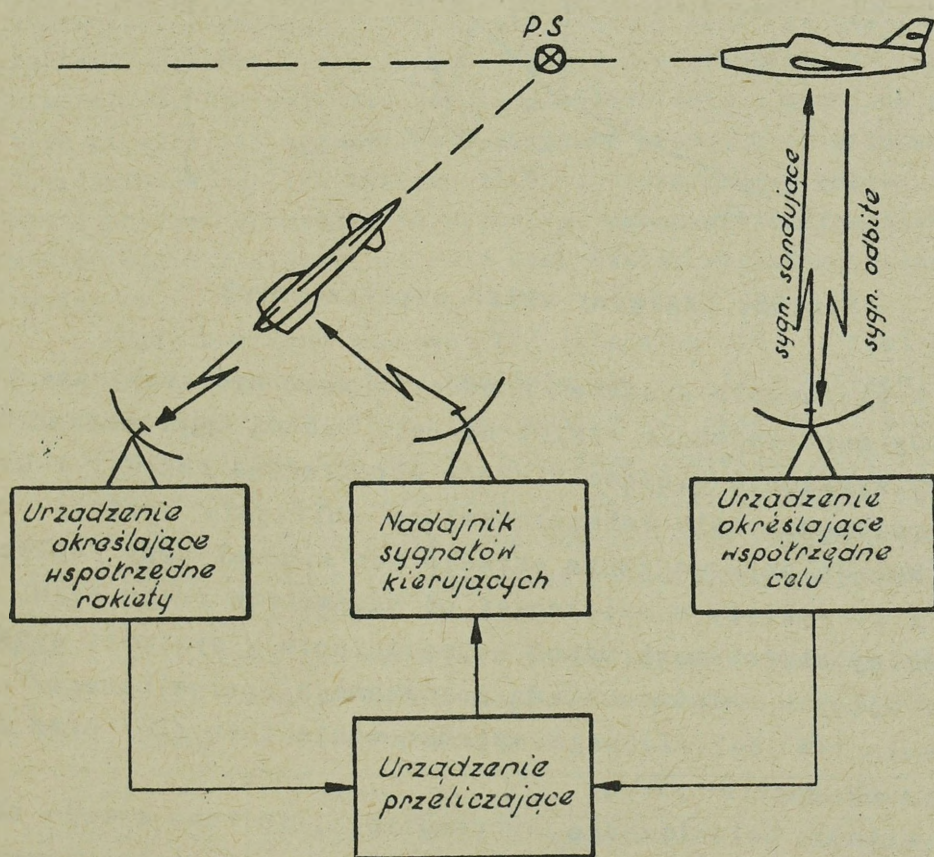 P.S
sygn. sondujące
sygn. odbite
Urządzenie
określające
współrzędne
rakiety
Nadajnik
sygnałów
kierujących
Urządzenie
określające
współrzędne
celu
Urządzenie
przeliczające